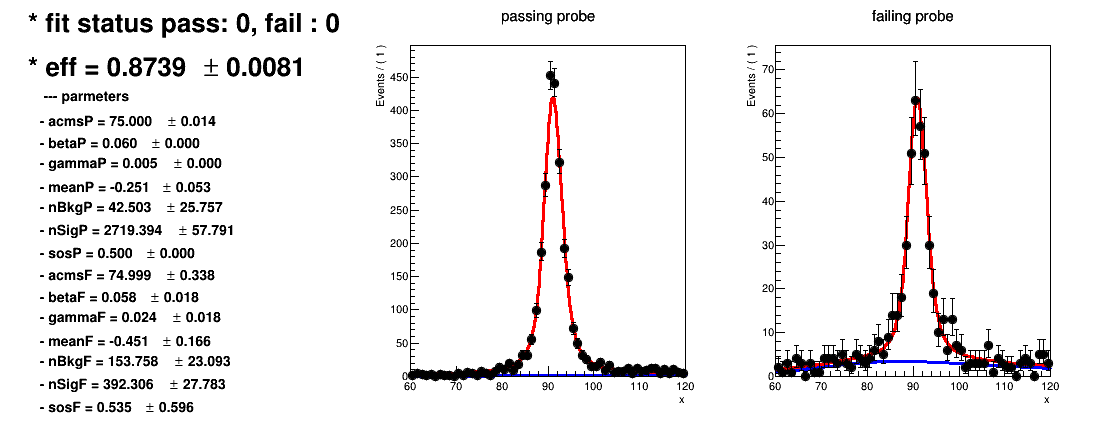 * fit status pass: 0, fail : 0
* eff = 0.8739 ± 0.0081
--- parmeters
- acmsP = 75.000 ± 0.014
- betaP = 0.060 ± 0.000
- gammaP = 0.005 ± 0.000
- meanP = -0.251 ± 0.053
- nBkgP = 42.503 ± 25.757
- nSigP = 2719.394 ± 57.791
- sosP = 0.500 ± 0.000
- acmsF = 74.999 ± 0.338
- betaF = 0.058 ± 0.018
- gammaF = 0.024 ± 0.018
- meanF = -0.451 ± 0.166
- nBkgF = 153.758 ± 23.093
- nSigF = 392.306 ± 27.783
- sosF = 0.535 ± 0.596
passing probe
Events / ( 1 )
450
400
350
300
250
200
150
100
50
0
60 70 80 90 100 110 120
x
failing probe
Events / ( 1 )
70
60
50
40
30
20
10
0
60 70 80 90 100 110 120
x